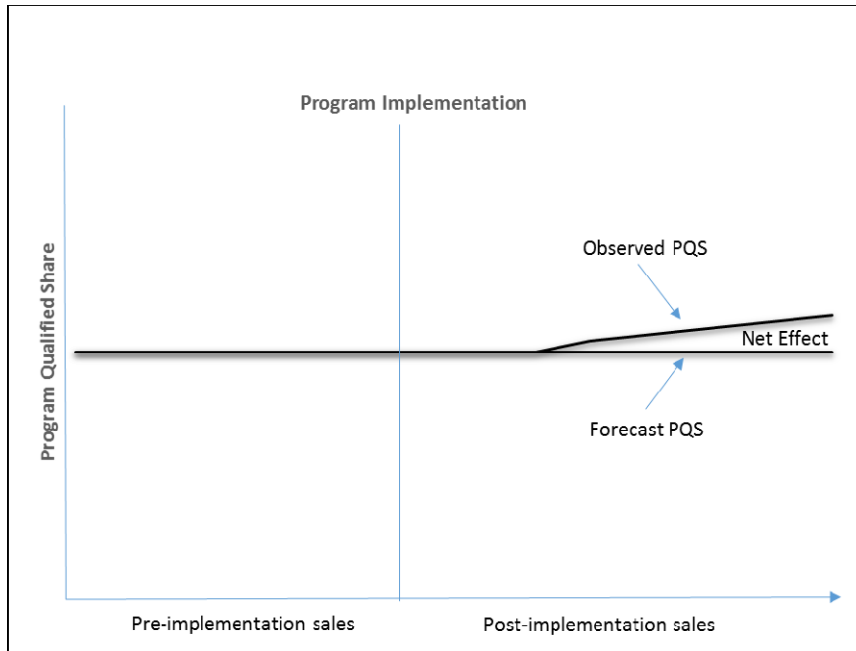 Program Implementation
Program Qualified Share
Observed PQS
Net Effect
Forecast PQS
Pre-implementation sales
Post-implementation sales